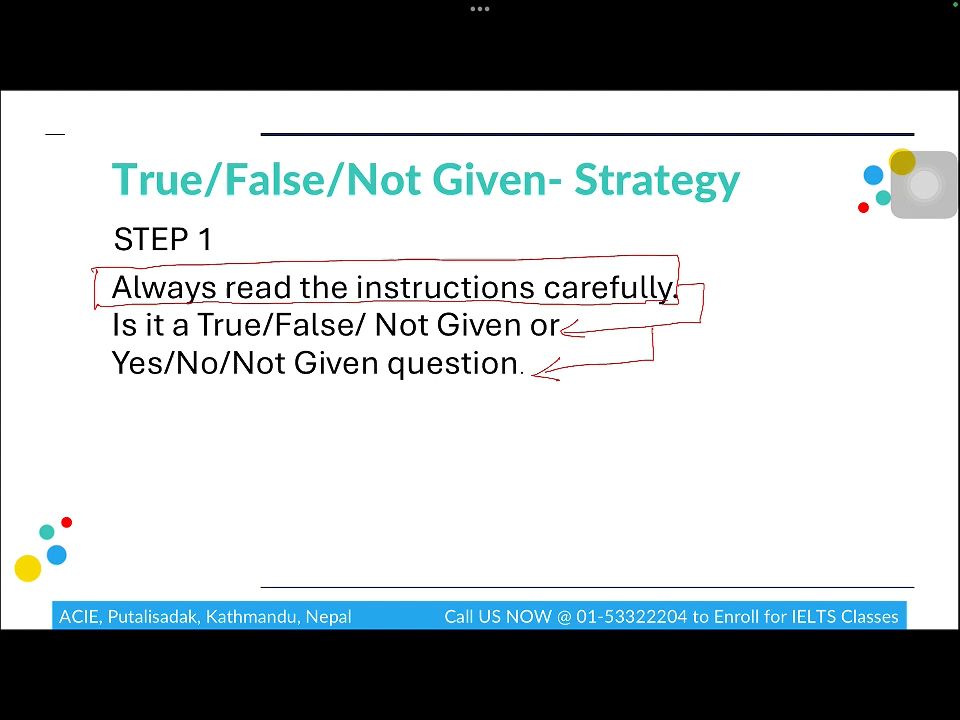 True/False/Not Given- Strategy
STEP 1
Always read the instructions carefully.
Is it a True/False/ Not Given or
Yes/No/Not Given question.
ACIE, Putalisadak, Kathmandu, Nepal
Call US NOW @ 01-53322204 to Enroll for IELTS Classes